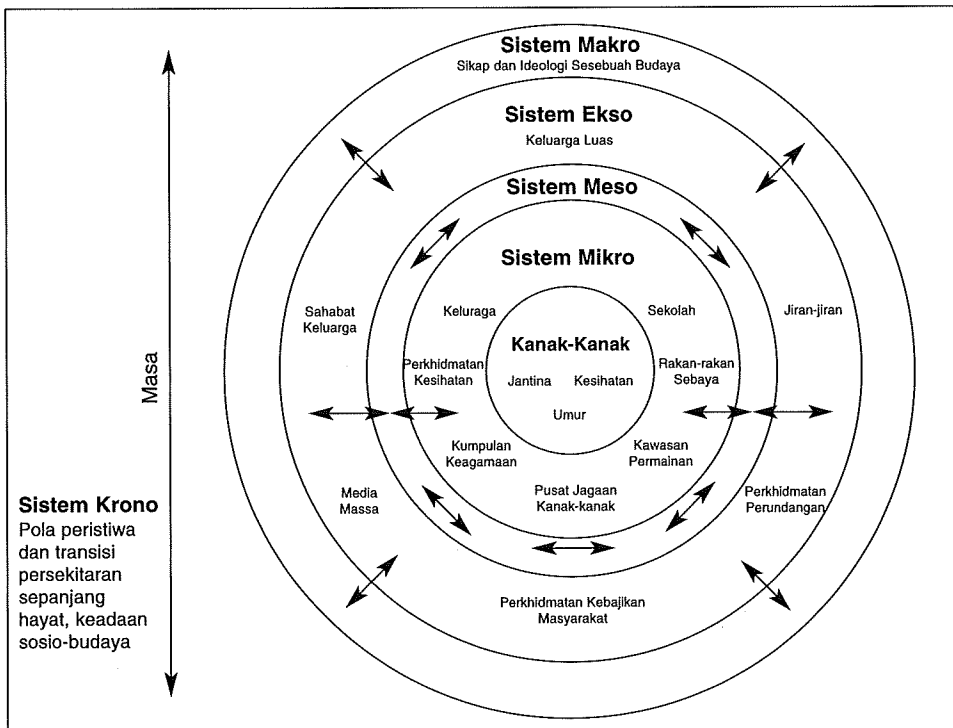 Sistem Makro
Sikap dan Ideologi Sesebuah Budaya
Sistem Ekso
Keluarga Luas
Sistem Meso
Sistem Mikro
Keluraga
Sekolah
Sahabat
Keluarga
Jiran-jiran
Kanak-Kanak
Jantina
Kesihatan
Umur
Perkhidmatan
Kesihatan
Rakan-rakan
Sebaya
Kumpulan
Keagamaan
Kawasan
Permainan
Pusat Jagaan
Kanak-kanak
Media
Massa
Perkhidmatan
Perundangan
Perkhidmatan Kebajikan
Masyarakat
Masa
Sistem Krono
Pola peristiwa
dan transisi
persekitaran
sepanjang
hayat, keadaan
sosio-budaya